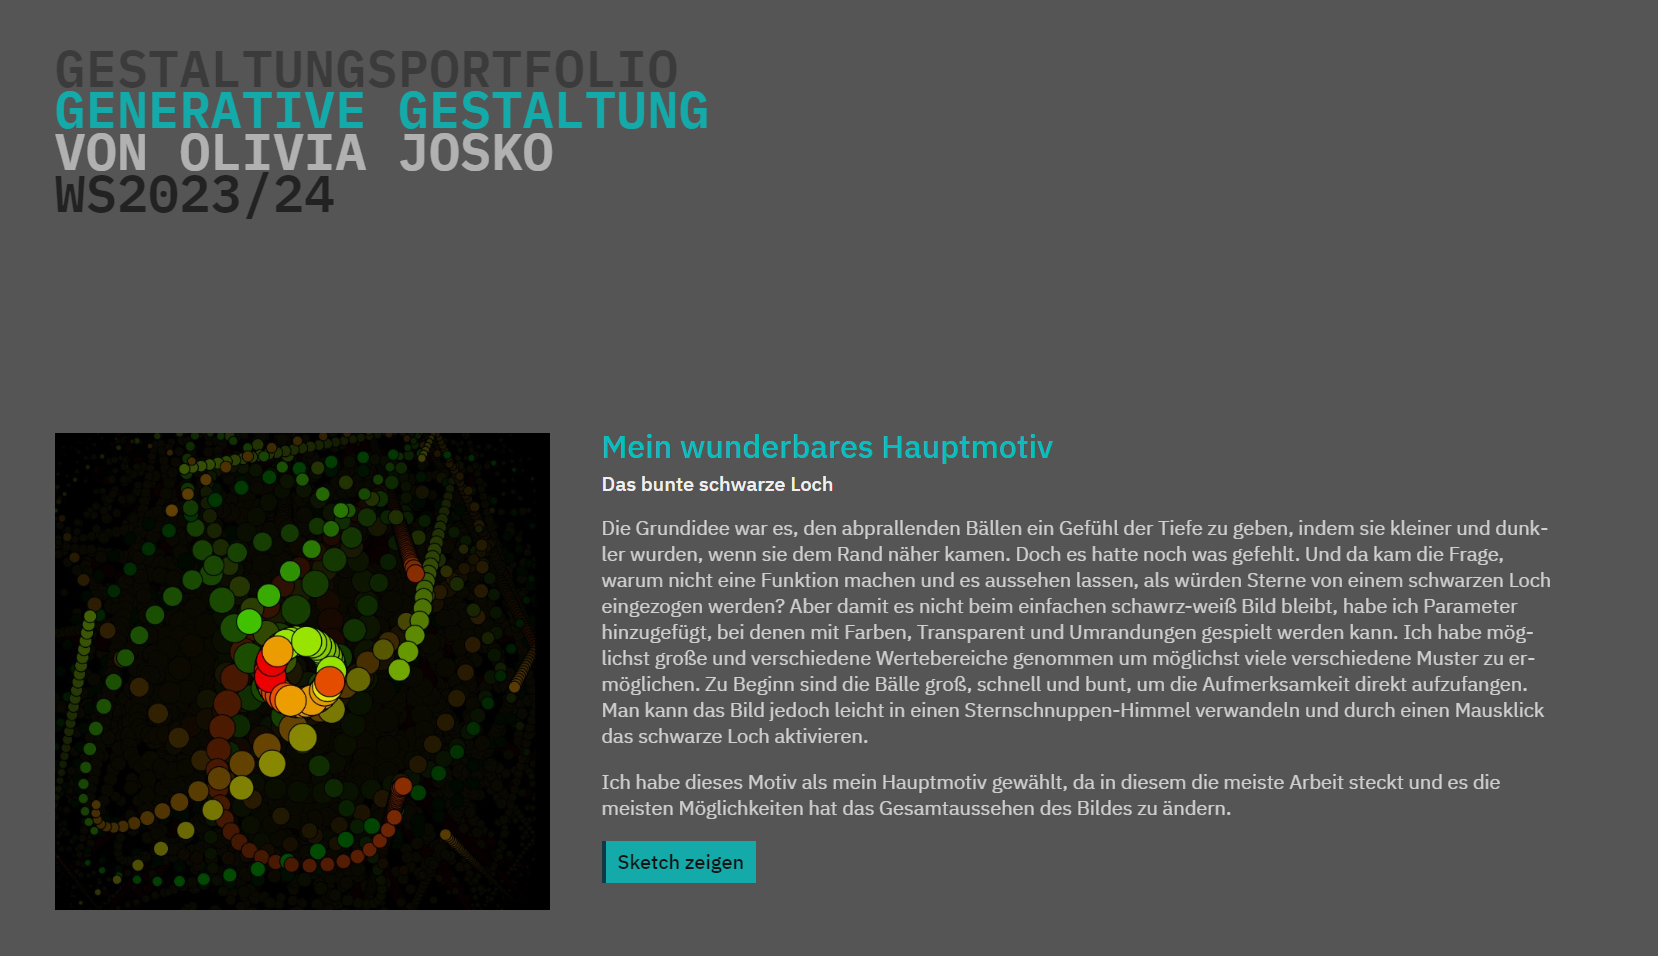 GESTALTUNGSPORTFOLIO
GENERATIVE GESTALTUNG
VON OLIVIA JOSKO
WS2023/24
Mein wunderbares Hauptmotiv
Das bunte schwarze Loch
Die Grundidee war es, den abprallenden Bällen ein Gefühl der Tiefe zu geben, indem sie kleiner und dunk-
ler wurden, wenn sie dem Rand näher kamen. Doch es hatte noch was gefehlt. Und da kam die Frage,
warum nicht eine Funktion machen und es aussehen lassen, als würden Sterne von einem schwarzen Loch
eingezogen werden? Aber damit es nicht beim einfachen schawrz-weiß Bild bleibt, habe ich Parameter
hinzugefügt, bei denen mit Farben, Transparent und Umrandungen gespielt werden kann. Ich habe mög-
lichst große und verschiedene Wertebereiche genommen um möglichst viele verschiedene Muster zu er-
möglichen. Zu Beginn sind die Bälle groß, schnell und bunt, um die Aufmerksamkeit direkt aufzufangen.
Man kann das Bild jedoch leicht in einen Sternschnuppen-Himmel verwandeln und durch einen Mausklick
das schwarze Loch aktivieren.
Ich habe dieses Motiv als mein Hauptmotiv gewählt, da in diesem die meiste Arbeit steckt und es die
meisten Möglichkeiten hat das Gesamtaussehen des Bildes zu ändern.
Sketch zeigen